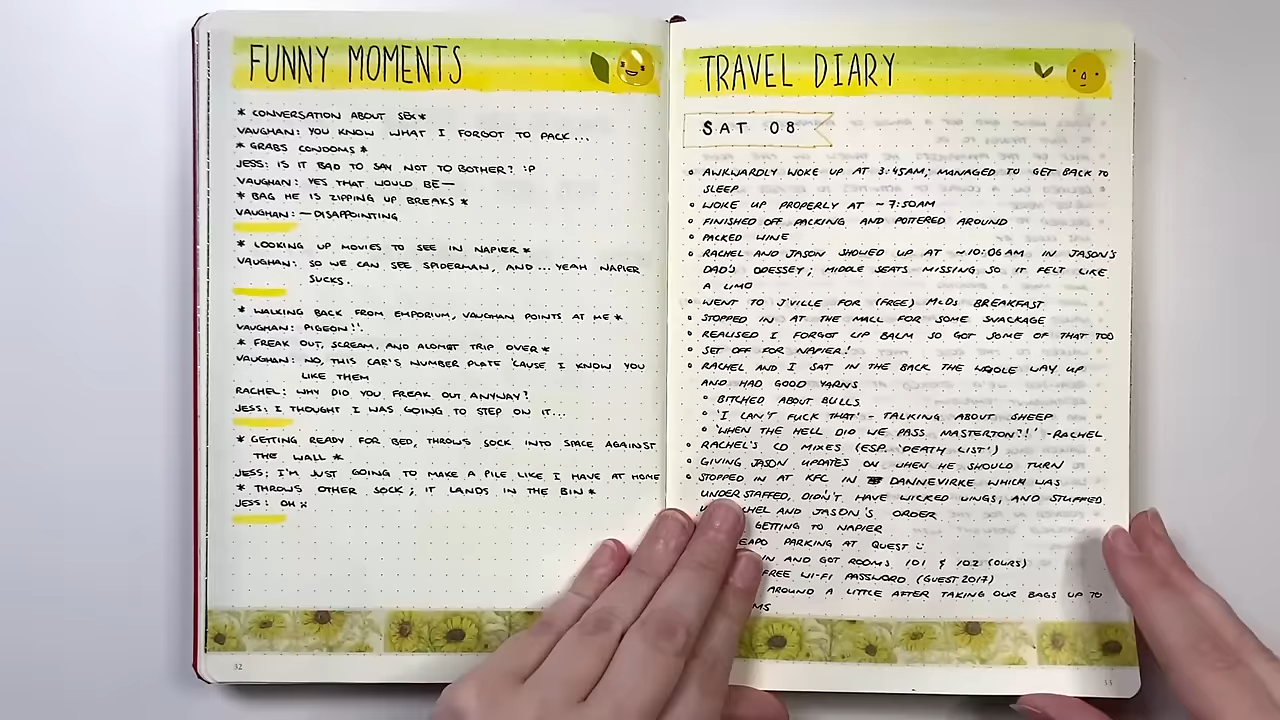 FUNNY MOMENTS
* CONVERSATION ABOUT SEX *
VAUGHAN: YOU KNOW WHAT I FORGOT TO PACK...
* GRABS CONDOMS *
JESS: IS IT BAD TO SAY NOT TO BOTHER? :P
VAUGHAN: YES THAT WOULD BE—
* BAG HE IS ZIPPING UP BREAKS *
VAUGHAN: — DISAPPOINTING
* LOOKING UP MOVIES TO SEE IN NAPIER *
VAUGHAN: SO WE CAN SEE SPIDERMAN, AND... YEAH NAPIER
SUCKS.
* WALKING BACK FROM EMPORIUM, VAUGHAN POINTS AT ME *
VAUGHAN: PIGEON!!
* FREAK OUT, SCREAM, AND ALOMST TRIP OVER *
VAUGHAN: NO, THIS CAR'S NUMBER PLATE 'CAUSE I KNOW YOU
LIKE THEM
RACHEL: WHY DID YOU FREAK OUT ANYWAY?
JESS: I THOUGHT I WAS GOING TO STEP ON IT...
* GETTING READY FOR BED, THROWS SOCK INTO SPACE AGAINST
THE WALL *
JESS: I'M JUST GOING TO MAKE A PILE LIKE I HAVE AT HOME
* THROWS OTHER SOCK; IT LANDS IN THE BIN *
JESS: OH :x
32
TRAVEL DIARY
SAT 08
AWKWARDLY WOKE UP AT 3:45AM; MANAGED TO GET BACK TO
SLEEP
WOKE UP PROPERLY AT ~7:50AM
FINISHED OFF PACKING AND POTTERED AROUND
PACKED WINE
RACHEL AND JASON SHOWED UP AT ~10:06AM IN JASON'S
DAD'S ODESSEY; MIDDLE SEATS MISSING SO IT FELT LIKE
A LIMO
WENT TO J'VILLE FOR (FREE) McDs BREAKFAST
STOPPED IN AT THE MALL FOR SOME SNACKAGE
REALISED I FORGOT LIP BALM SO GOT SOME OF THAT TOO
SET OFF FOR NAPIER!
RACHEL AND I SAT IN THE BACK THE WHOLE WAY UP
AND HAD GOOD YARNS
BITCHED ABOUT BULLS
'I CAN'T FUCK THAT' - TALKING ABOUT SHEEP
'WHEN THE HELL DID WE PASS MASTERTON?!' -RACHEL
RACHEL'S CD MIXES (ESP. 'DEATH LIST')
GIVING JASON UPDATES ON WHEN HE SHOULD TURN
STOPPED IN AT KFC IN DANNEVIRKE WHICH WAS
UNDERSTAFFED, DIDN'T HAVE WICKED WINGS, AND STUFFED
AND JASON'S ORDER
GETTING TO NAPIER
PARKING AT QUEST :)
IN AND GOT ROOMS 101 & 102 (OURS)
FREE WI-FI PASSWORD (GUEST2017)
AROUND A LITTLE AFTER TAKING OUR BAGS UP TO
33